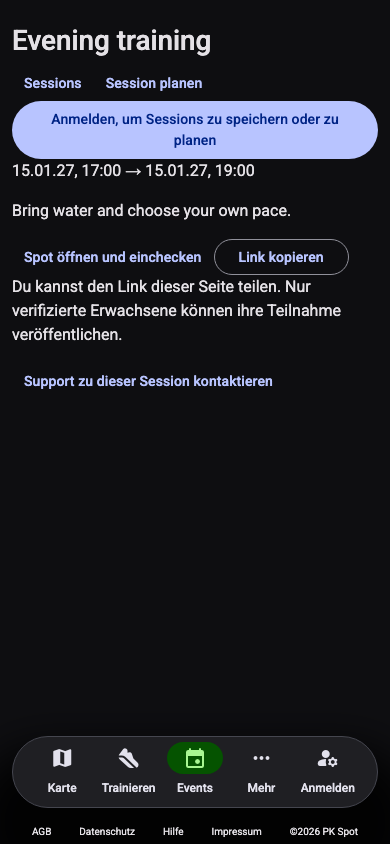 Evening training
Sessions Session planen
Anmelden, um Sessions zu speichern oder zu
planen
15.01.27, 17:00 → 15.01.27, 19:00
Bring water and choose your own pace.
Spot öffnen und einchecken Link kopieren
Du kannst den Link dieser Seite teilen. Nur
verifizierte Erwachsene können ihre Teilnahme
veröffentlichen.
Support zu dieser Session kontaktieren
Karte Trainieren Events Mehr Anmelden
AGB Datenschutz Hilfe Impressum ©2026 PK Spot